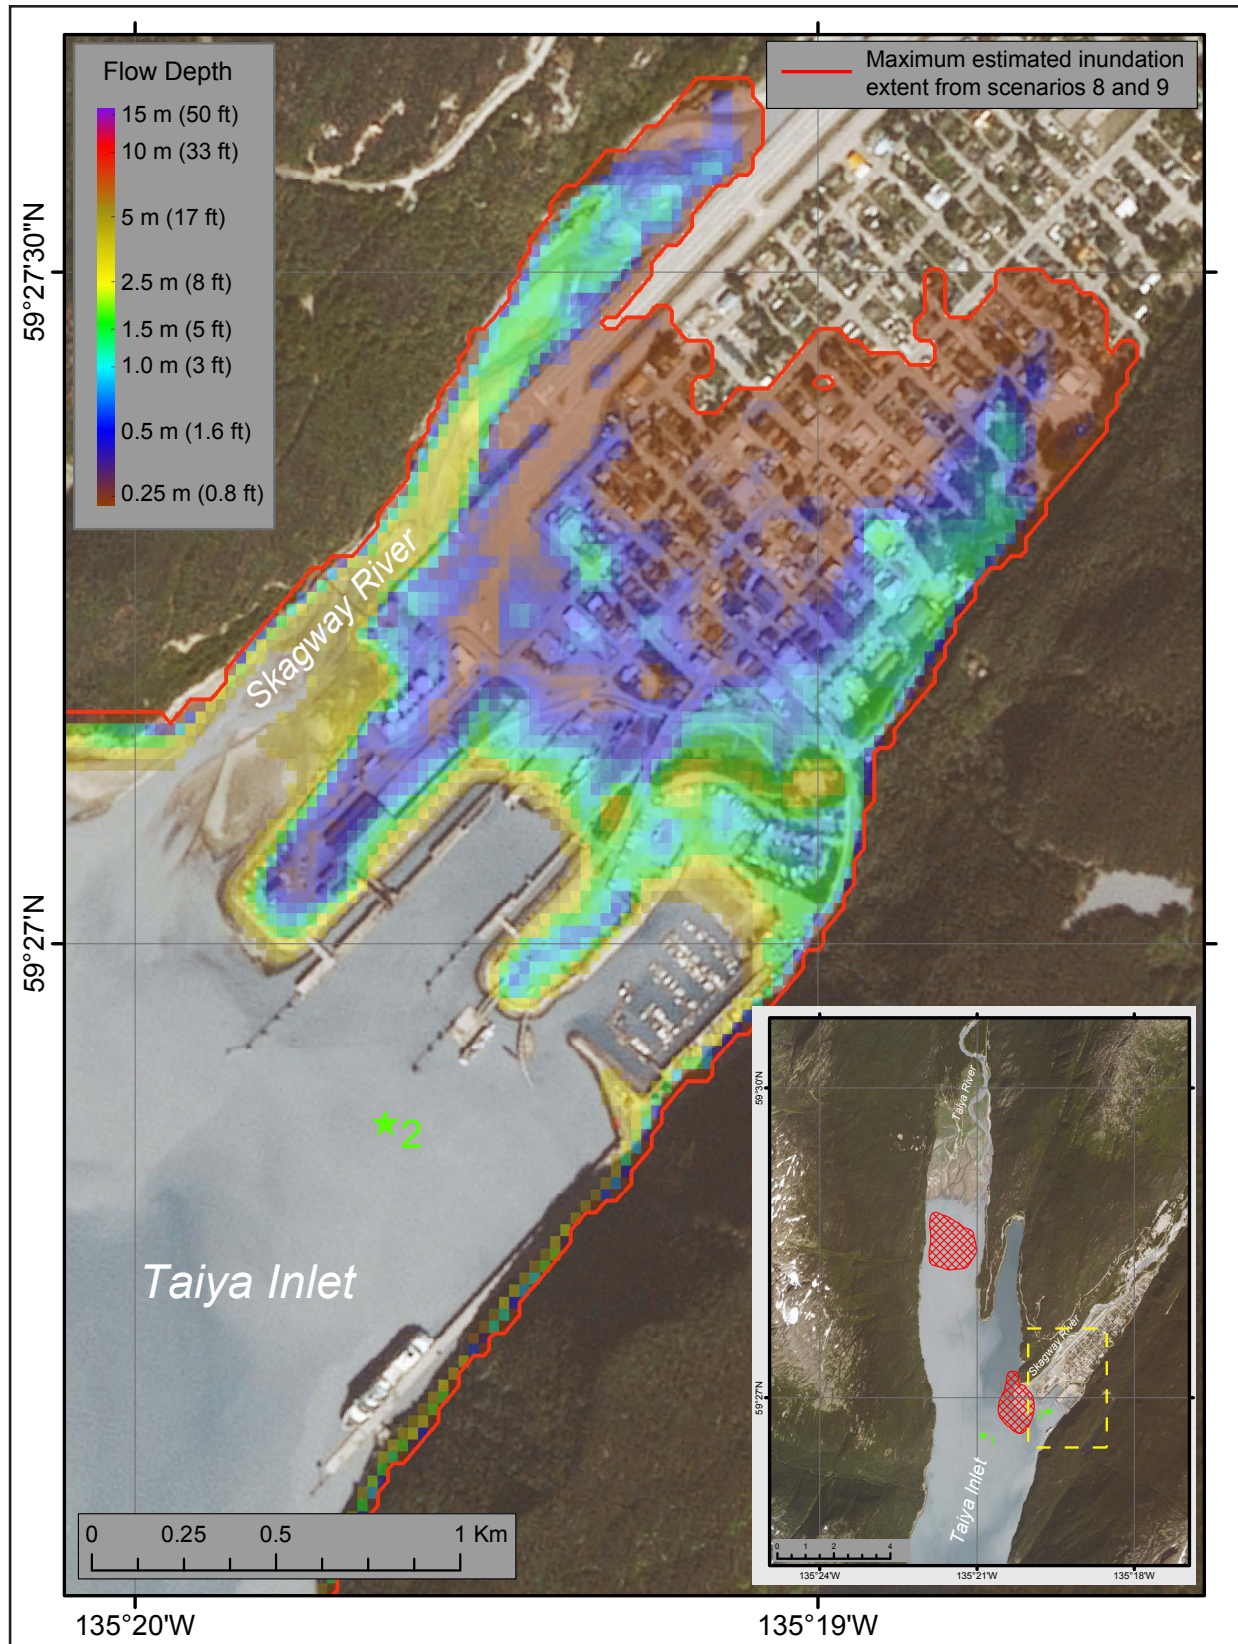 Flow Depth
15 m (50 ft)
10 m (33 ft)
5 m (17 ft)
2.5 m (8 ft)
1.5 m (5 ft)
1.0 m (3 ft)
0.5 m (1.6 ft)
0.25 m (0.8 ft)
Maximum estimated inundation
extent from scenarios 8 and 9
59°27'30"N
59°27'N
Skagway River
2
Taiya Inlet
0 0.25 0.5 1 Km
135°20'W
135°19'W
Taiya River
59°30'N
59°27'N
Skagway River
Taiya Inlet
0 1 2 4
135°24'W
135°21'W
135°18'W